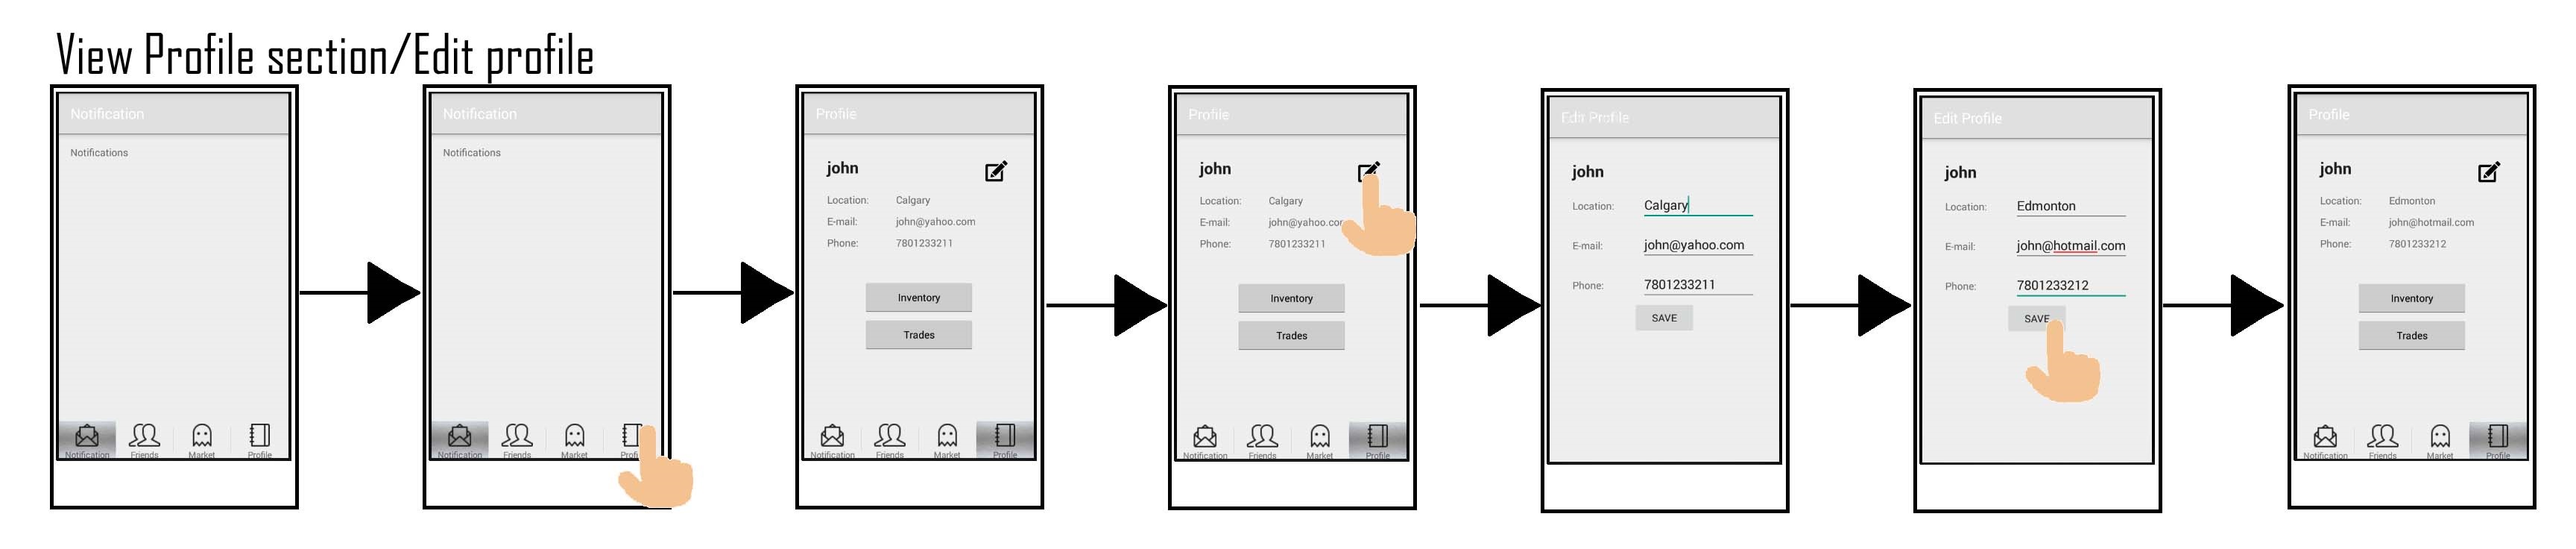 View Profile section/Edit profile
Notification
Notifications
Notification Friends Market Profile
Notification
Notifications
Notification Friends Market Profi
Profile
john
Location: Calgary
E-mail: john@yahoo.com
Phone: 7801233211
Inventory
Trades
Notification Friends Market Profile
Profile
john
Location: Calgary
E-mail: john@yahoo.cor
Phone: 7801233211
Inventory
Trades
Notification Friends Market Profile
Edit Profile
john
Location: Calgary
E-mail: john@yahoo.com
Phone: 7801233211
SAVE
Edit Profile
john
Location: Edmonton
E-mail: john@hotmail.com
Phone: 7801233212
SAVE
Profile
john
Location: Edmonton
E-mail: john@hotmail.com
Phone: 7801233212
Inventory
Trades
Notification Friends Market Profile